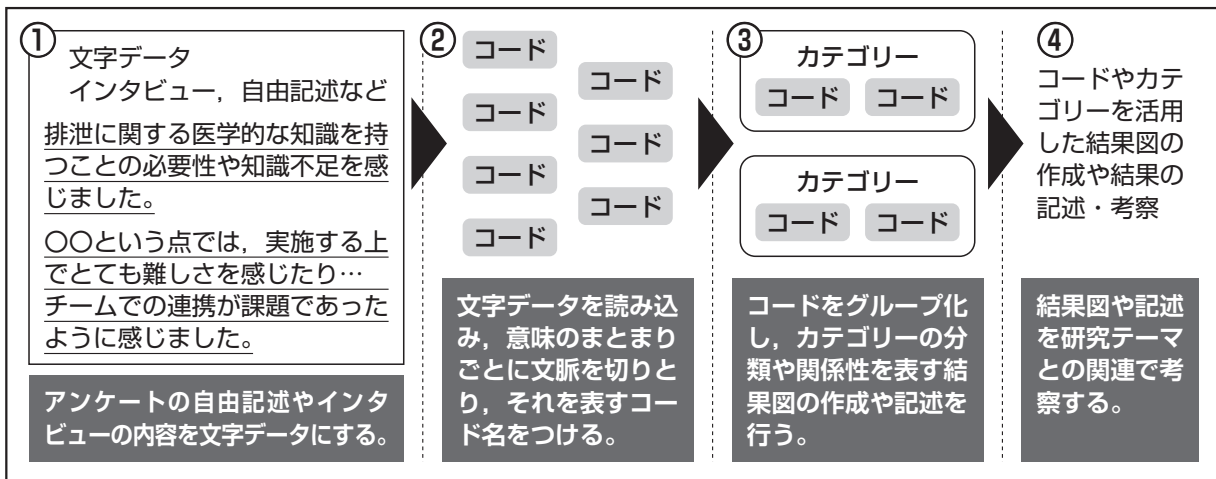 ①
文字データ
インタビュー，自由記述など
排泄に関する医学的な知識を持
つことの必要性や知識不足を感
じました。
〇〇という点では，実施する上
でとても難しさを感じたり…
チームでの連携が課題であった
ように感じました。
アンケートの自由記述やインタ
ビューの内容を文字データにする。
②
コード
コード
コード
コード
コード
コード
コード
文字データを読み込
み，意味のまとまり
ごとに文脈を切りと
り，それを表すコー
ド名をつける。
③
カテゴリー
コード コード
カテゴリー
コード コード
コードをグループ化
し，カテゴリーの分
類や関係性を表す結
果図の作成や記述を
行う。
④
コードやカテ
ゴリーを活用
した結果図の
作成や結果の
記述・考察
結果図や記述
を研究テーマ
との関連で考
察する。